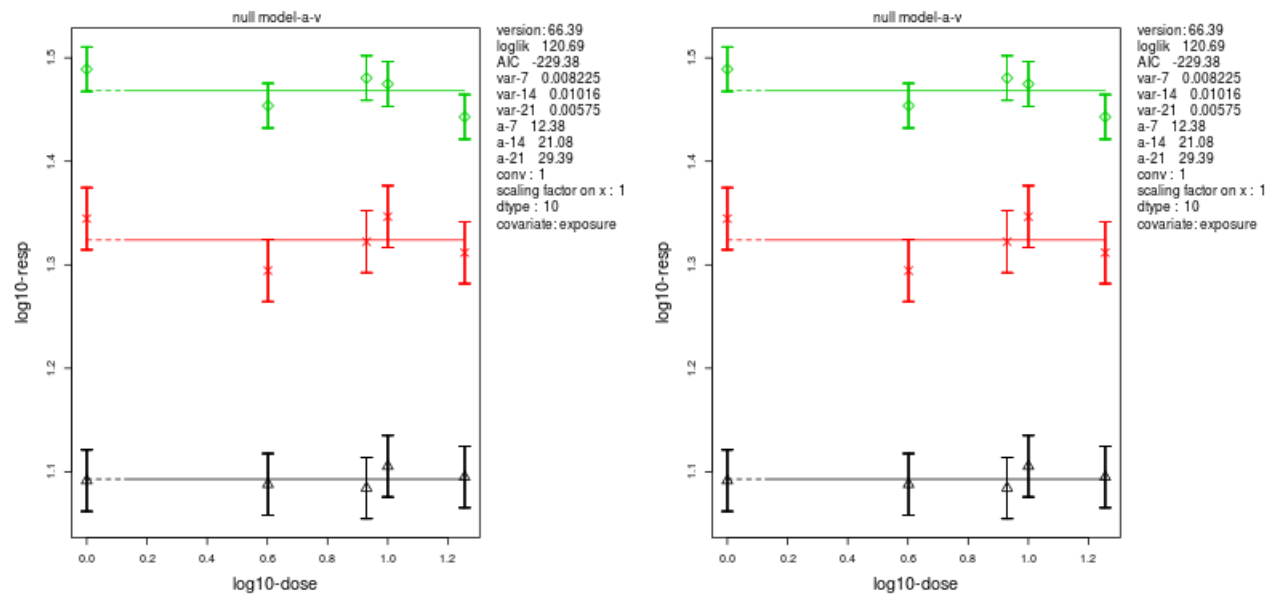 null model-a-v
version: 66.39
loglik 120.69
AIC -229.38
var-7 0.008225
var-14 0.01016
var-21 0.00575
a-7 12.38
a-14 21.08
a-21 29.39
conv : 1
scaling factor on x : 1
dtype : 10
covariate: exposure
log10-resp
1.5
1.4
1.3
1.2
1.1
0.0 0.2 0.4 0.6 0.8 1.0 1.2
log10-dose
null model-a-v
version: 66.39
loglik 120.69
AIC -229.38
var-7 0.008225
var-14 0.01016
var-21 0.00575
a-7 12.38
a-14 21.08
a-21 29.39
conv : 1
scaling factor on x : 1
dtype : 10
covariate: exposure
log10-resp
1.5
1.4
1.3
1.2
1.1
0.0 0.2 0.4 0.6 0.8 1.0 1.2
log10-dose